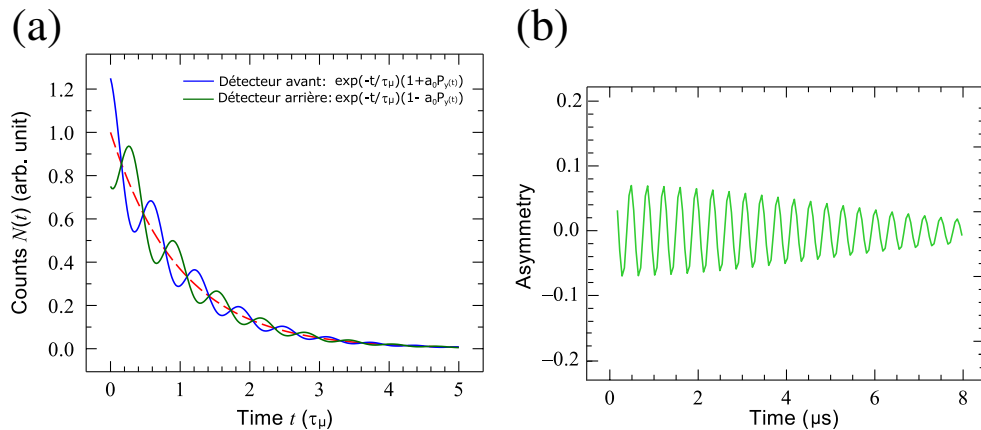 (a)
Détecteur avant: exp(-t/τμ)(1+a₀Py(t))
Détecteur arrière: exp(-t/τμ)(1- a₀Py(t))
Counts N(t) (arb. unit)
1.2
1.0
0.8
0.6
0.4
0.2
0.0
0 1 2 3 4 5
Time t (τμ)
(b)
Asymmetry
0.2
0.1
0.0
−0.1
−0.2
0 2 4 6 8
Time (μs)